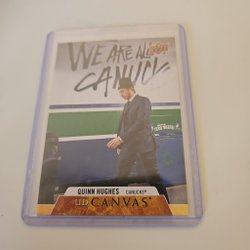 WE ARE ALL
CANUCK
QUINN HUGHES
CANUCKS
UD CANVAS